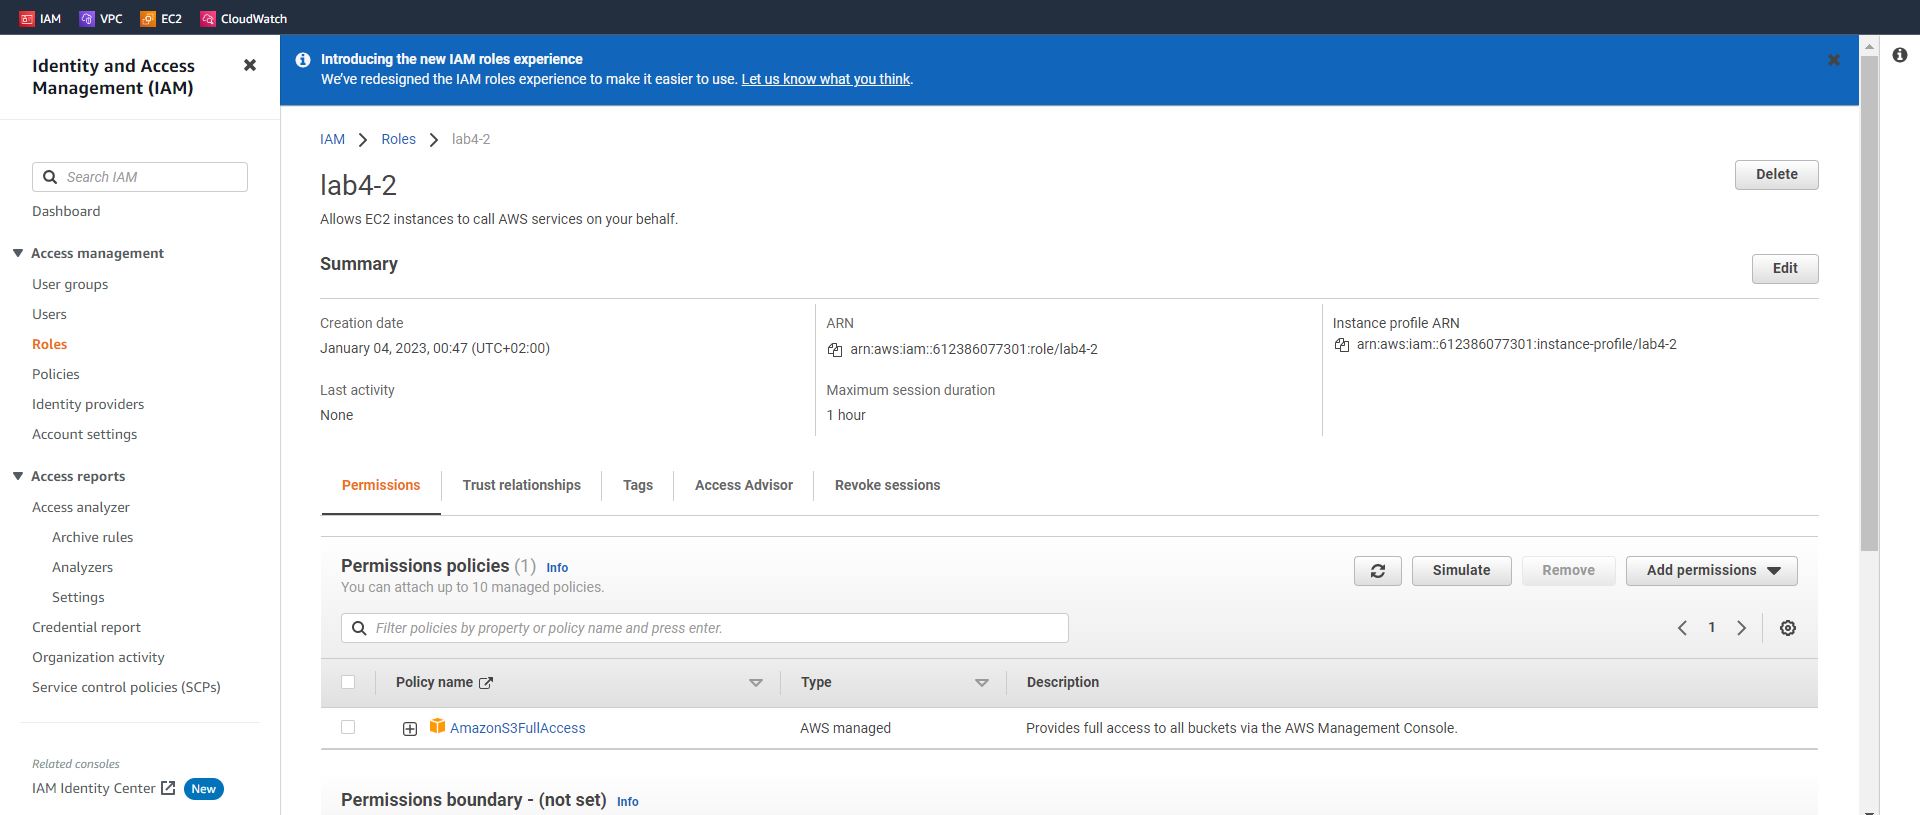 IAM VPC EC2 CloudWatch
Identity and Access
Management (IAM)
Search IAM
Dashboard
Access management
User groups
Users
Roles
Policies
Identity providers
Account settings
Access reports
Access analyzer
Archive rules
Analyzers
Settings
Credential report
Organization activity
Service control policies (SCPs)
Related consoles
IAM Identity Center New
Introducing the new IAM roles experience
We've redesigned the IAM roles experience to make it easier to use. Let us know what you think.
IAM Roles lab4-2
lab4-2
Delete
Allows EC2 instances to call AWS services on your behalf.
Summary
Edit
Creation date
January 04, 2023, 00:47 (UTC+02:00)
Last activity
None
ARN
arn:aws:iam::612386077301:role/lab4-2
Maximum session duration
1 hour
Instance profile ARN
arn:aws:iam::612386077301:instance-profile/lab4-2
Permissions Trust relationships Tags Access Advisor Revoke sessions
Permissions policies (1) Info
You can attach up to 10 managed policies.
Simulate Remove Add permissions
Filter policies by property or policy name and press enter.
1
Policy name Type Description
AmazonS3FullAccess AWS managed Provides full access to all buckets via the AWS Management Console.
Permissions boundary - (not set) Info